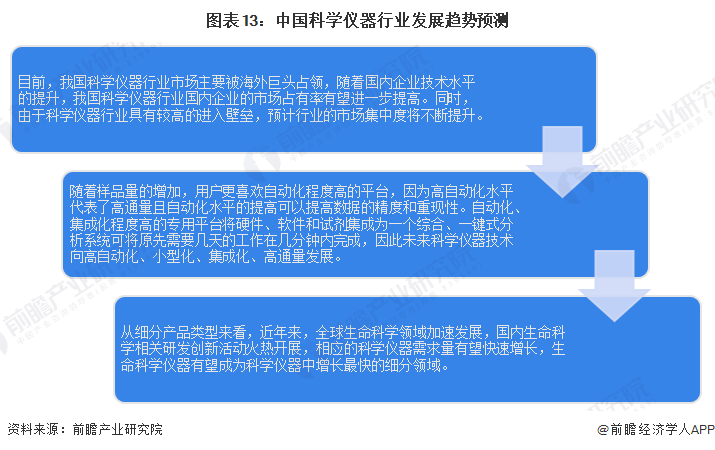 图表13：中国科学仪器行业发展趋势预测
目前，我国科学仪器行业市场主要被海外巨头占领，随着国内企业技术水平
的提升，我国科学仪器行业国内企业的市场占有率有望进一步提高。同时，
由于科学仪器行业具有较高的进入壁垒，预计行业的市场集中度将不断提升。
随着样品量的增加，用户更喜欢自动化程度高的平台，因为高自动化水平
代表了高通量且自动化水平的提高可以提高数据的精度和重现性。自动化、
集成化程度高的专用平台将硬件、软件和试剂集成为一个综合、一键式分
析系统可将原先需要几天的工作在几分钟内完成，因此未来科学仪器技术
向高自动化、小型化、集成化、高通量发展。
从细分产品类型来看，近年来，全球生命科学领域加速发展，国内生命科
学相关研发创新活动火热开展，相应的科学仪器需求量有望快速增长，生
命科学仪器有望成为科学仪器中增长最快的细分领域。
资料来源：前瞻产业研究院
@前瞻经济学人APP
前瞻产业研究院